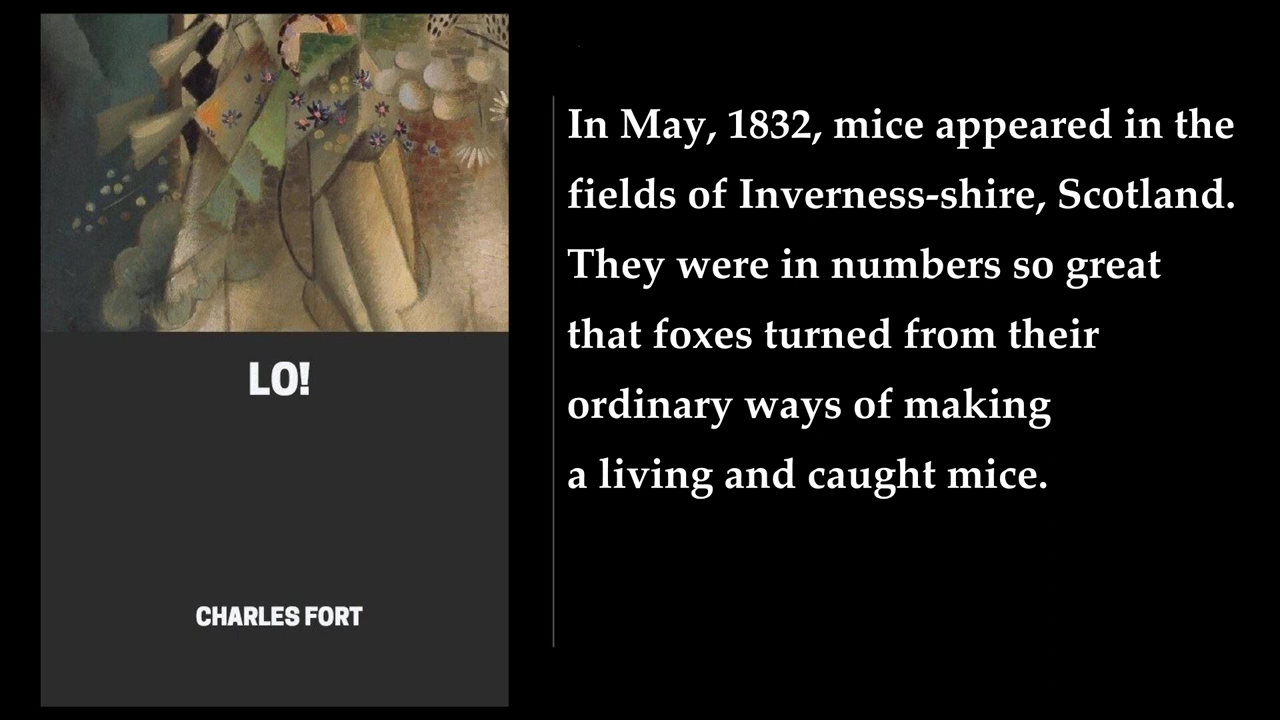 LO!
CHARLES FORT
In May, 1832, mice appeared in the
fields of Inverness-shire, Scotland.
They were in numbers so great
that foxes turned from their
ordinary ways of making
a living and caught mice.